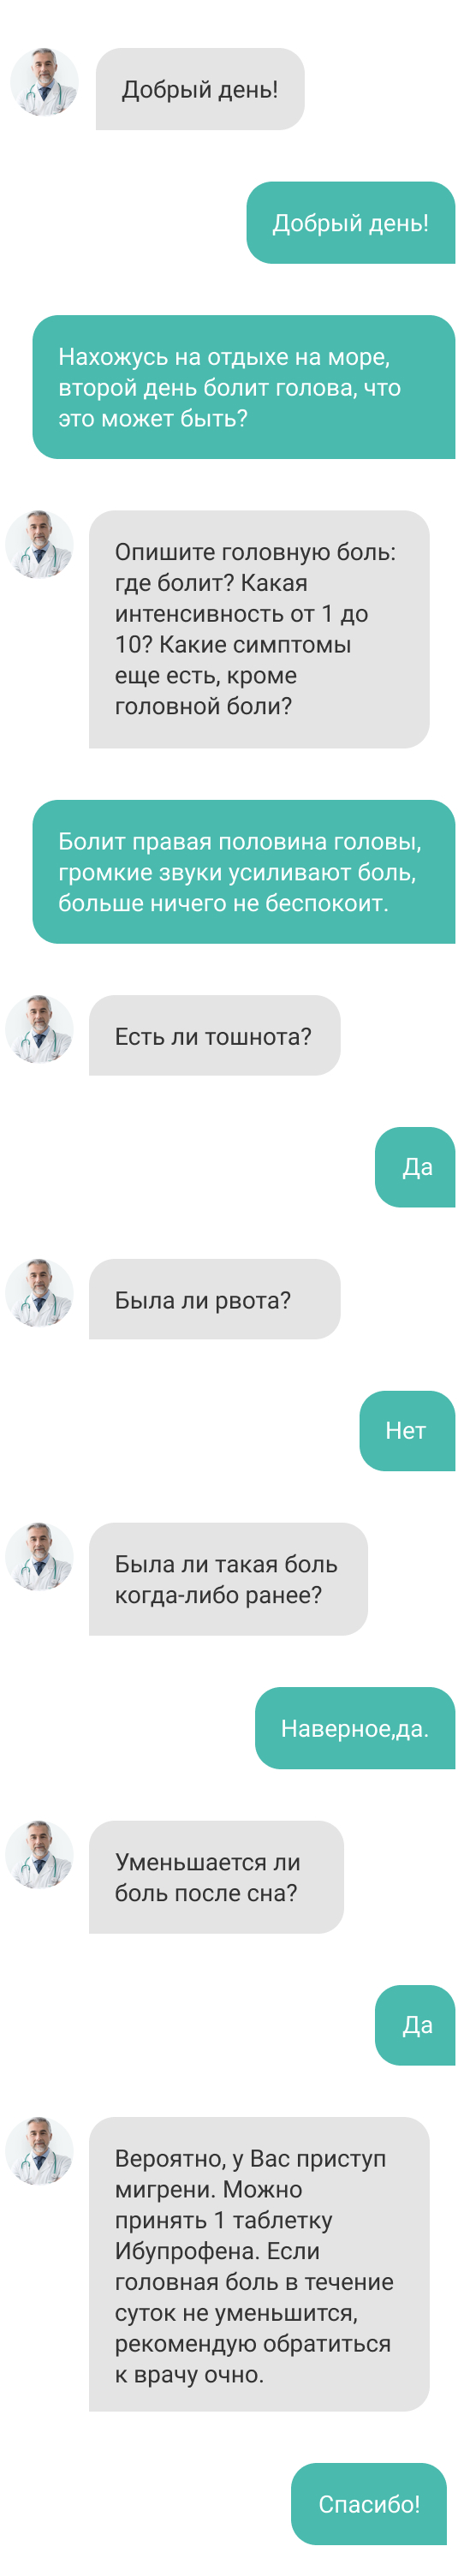 Добрый день!
Добрый день!
Нахожусь на отдыхе на море,
второй день болит голова, что
это может быть?
Опишите головную боль:
где болит? Какая
интенсивность от 1 до
10? Какие симптомы
еще есть, кроме
головной боли?
Болит правая половина головы,
громкие звуки усиливают боль,
больше ничего не беспокоит.
Есть ли тошнота?
Да
Была ли рвота?
Нет
Была ли такая боль
когда-либо ранее?
Наверное,да.
Уменьшается ли
боль после сна?
Да
Вероятно, у Вас приступ
мигрени. Можно
принять 1 таблетку
Ибупрофена. Если
головная боль в течение
суток не уменьшится,
рекомендую обратиться
к врачу очно.
Спасибо!